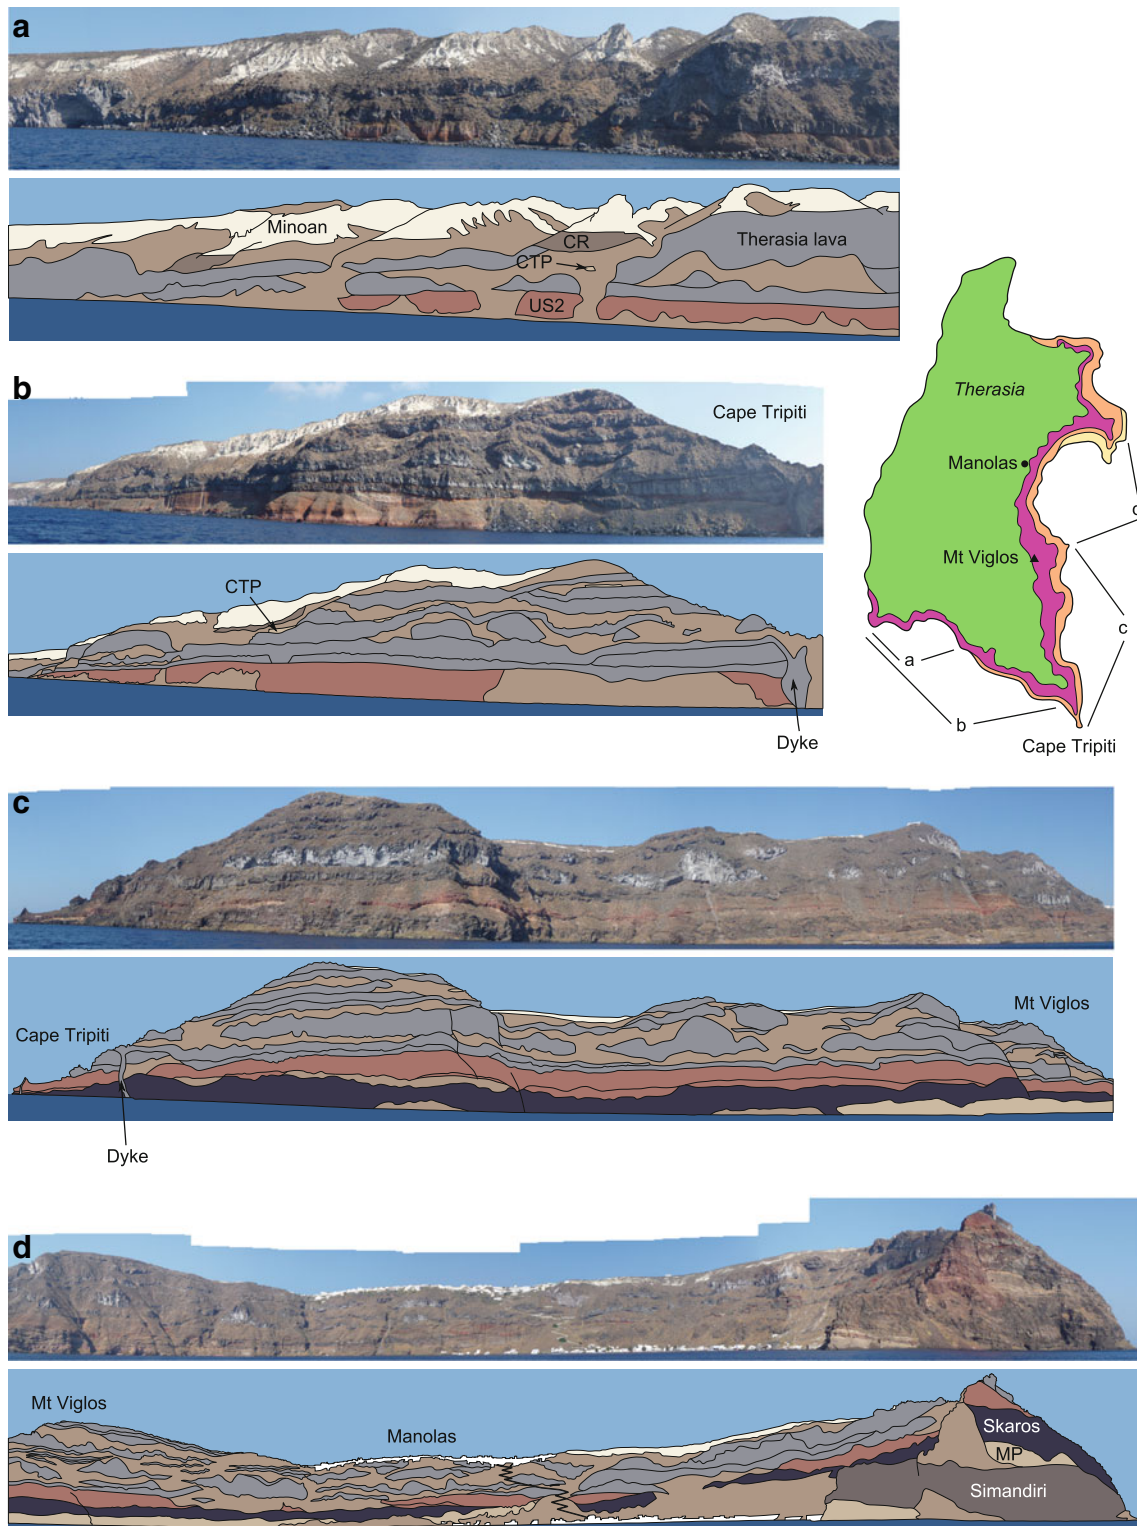 a
Minoan
CR
CTP
Therasia lava
US2
b
Cape Tripiti
CTP
Dyke
Therasia
Manolas
Mt Viglos
d
c
a
b
Cape Tripiti
c
Cape Tripiti
Mt Viglos
Dyke
d
Mt Viglos
Manolas
Skaros
MP
Simandiri